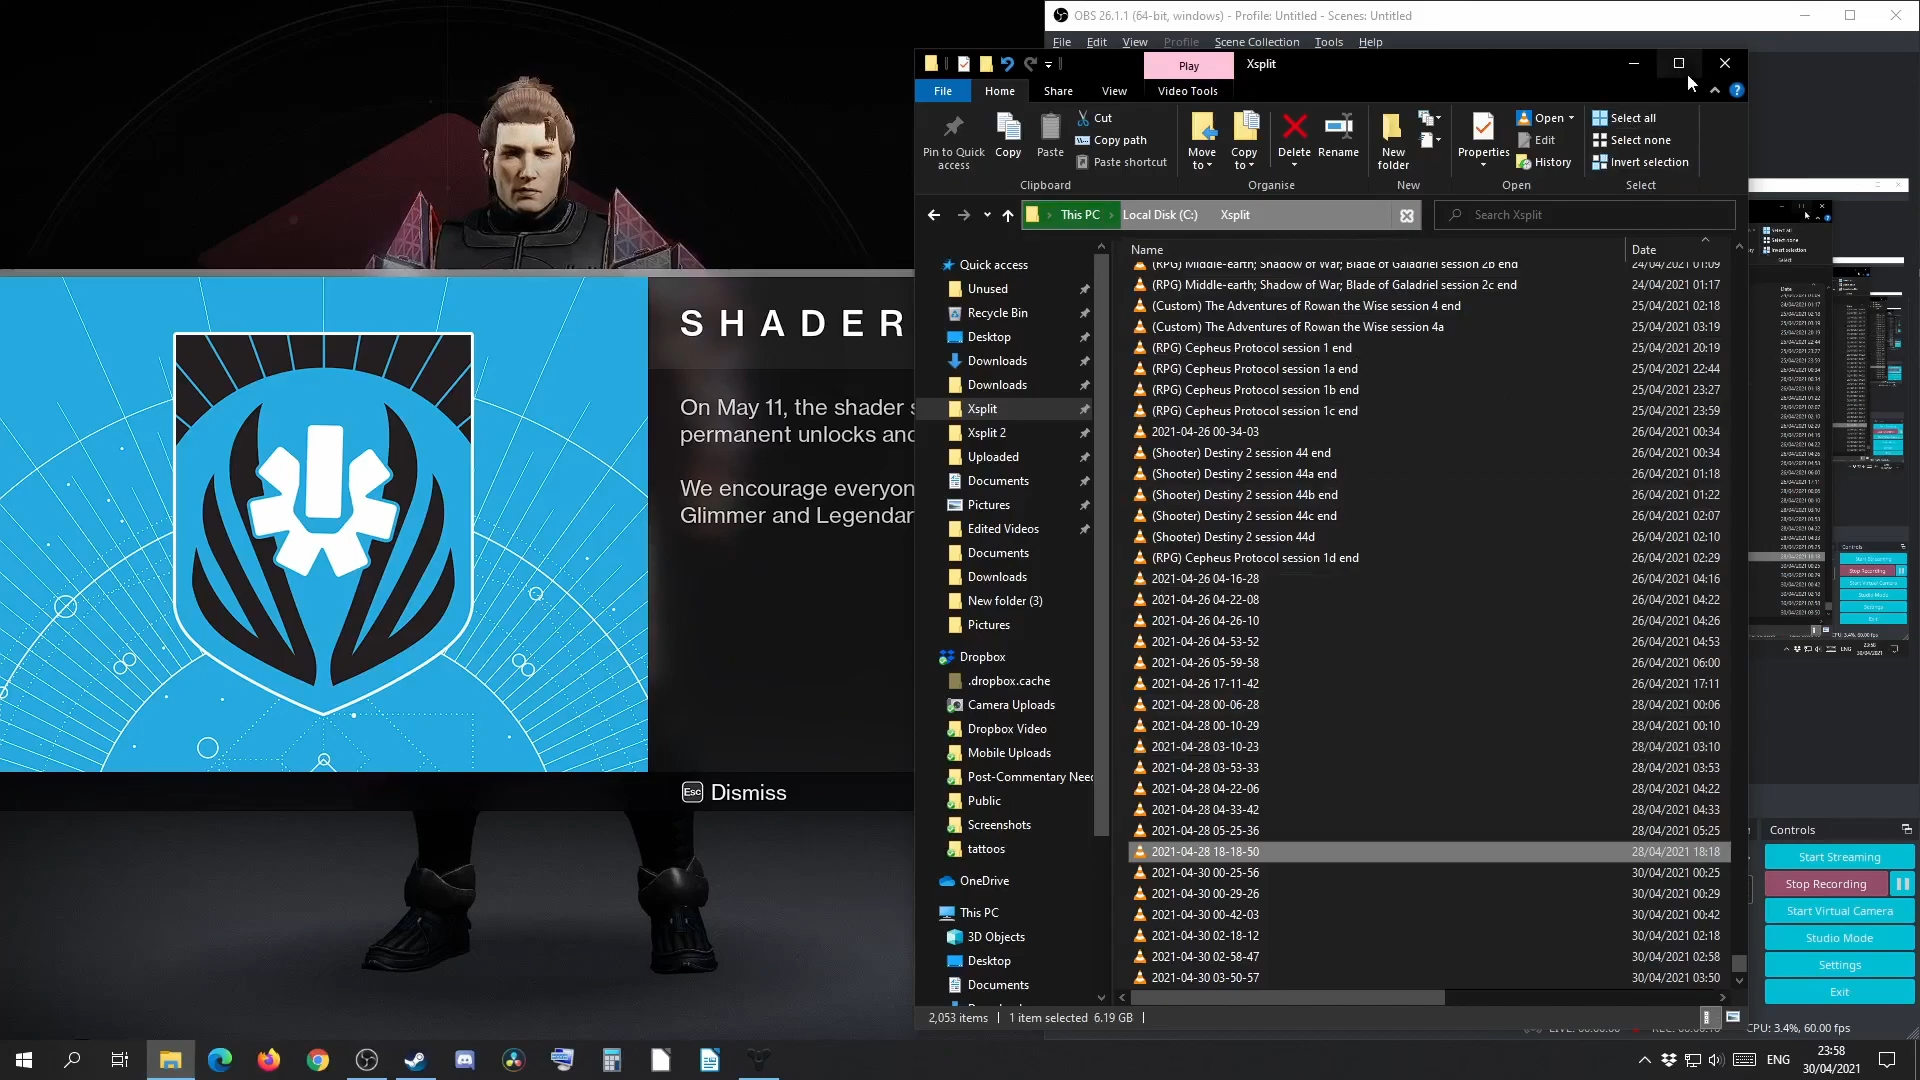 OBS 26.1.1 (64-bit, windows) - Profile: Untitled - Scenes: Untitled
File Edit View Profile Scene Collection Tools Help
Play Xsplit
File Home Share View Video Tools
Pin to Quick access
Copy
Paste
Cut
Copy path
Paste shortcut
Clipboard
Move to
Copy to
Delete
Rename
Organise
New folder
New
Properties
Open
Edit
History
Open
Select all
Select none
Invert selection
Select
This PC Local Disk (C:) Xsplit
Search Xsplit
Quick access
Unused
Recycle Bin
Desktop
Downloads
Downloads
Xsplit
Xsplit 2
Uploaded
Documents
Pictures
Edited Videos
Documents
Downloads
New folder (3)
Pictures
Dropbox
.dropbox.cache
Camera Uploads
Dropbox Video
Mobile Uploads
Post-Commentary Need
Public
Screenshots
tattoos
OneDrive
This PC
3D Objects
Desktop
Documents
Name Date
(RPG) Middle-earth; Shadow of War; Blade of Galadriel session 2b end 24/04/2021 01:09
(RPG) Middle-earth; Shadow of War; Blade of Galadriel session 2c end 24/04/2021 01:17
(Custom) The Adventures of Rowan the Wise session 4 end 25/04/2021 02:18
(Custom) The Adventures of Rowan the Wise session 4a 25/04/2021 03:19
(RPG) Cepheus Protocol session 1 end 25/04/2021 20:19
(RPG) Cepheus Protocol session 1a end 25/04/2021 22:44
(RPG) Cepheus Protocol session 1b end 25/04/2021 23:27
(RPG) Cepheus Protocol session 1c end 25/04/2021 23:59
2021-04-26 00-34-03 26/04/2021 00:34
(Shooter) Destiny 2 session 44 end 26/04/2021 00:34
(Shooter) Destiny 2 session 44a end 26/04/2021 01:18
(Shooter) Destiny 2 session 44b end 26/04/2021 01:22
(Shooter) Destiny 2 session 44c end 26/04/2021 02:07
(Shooter) Destiny 2 session 44d 26/04/2021 02:10
(RPG) Cepheus Protocol session 1d end 26/04/2021 02:29
2021-04-26 04-16-28 26/04/2021 04:16
2021-04-26 04-22-08 26/04/2021 04:22
2021-04-26 04-26-10 26/04/2021 04:26
2021-04-26 04-53-52 26/04/2021 04:53
2021-04-26 05-59-58 26/04/2021 06:00
2021-04-26 17-11-42 26/04/2021 17:11
2021-04-28 00-06-28 28/04/2021 00:06
2021-04-28 00-10-29 28/04/2021 00:10
2021-04-28 03-10-23 28/04/2021 03:10
2021-04-28 03-53-33 28/04/2021 03:53
2021-04-28 04-22-06 28/04/2021 04:22
2021-04-28 04-33-42 28/04/2021 04:33
2021-04-28 05-25-36 28/04/2021 05:25
2021-04-28 18-18-50 28/04/2021 18:18
2021-04-30 00-25-56 30/04/2021 00:25
2021-04-30 00-29-26 30/04/2021 00:29
2021-04-30 00-42-03 30/04/2021 00:42
2021-04-30 02-18-12 30/04/2021 02:18
2021-04-30 02-58-47 30/04/2021 02:58
2021-04-30 03-50-57 30/04/2021 03:50
2,053 items 1 item selected 6.19 GB
SHADER
On May 11, the shader s
permanent unlocks and
We encourage everyon
Glimmer and Legendar
Esc Dismiss
Controls
Start Streaming
Stop Recording
Start Virtual Camera
Studio Mode
Settings
Exit
CPU: 3.4%, 60.00 fps
ENG
23:58
30/04/2021